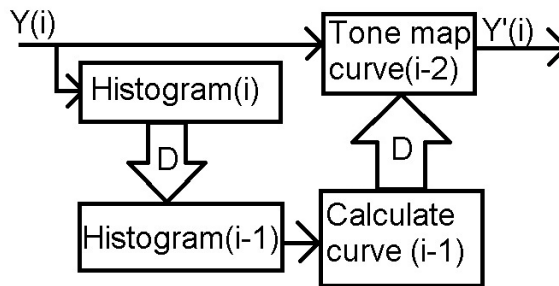 Y(i)
Tone map
curve(i-2)
Y'(i)
Histogram(i)
D
D
Histogram(i-1)
Calculate
curve (i-1)